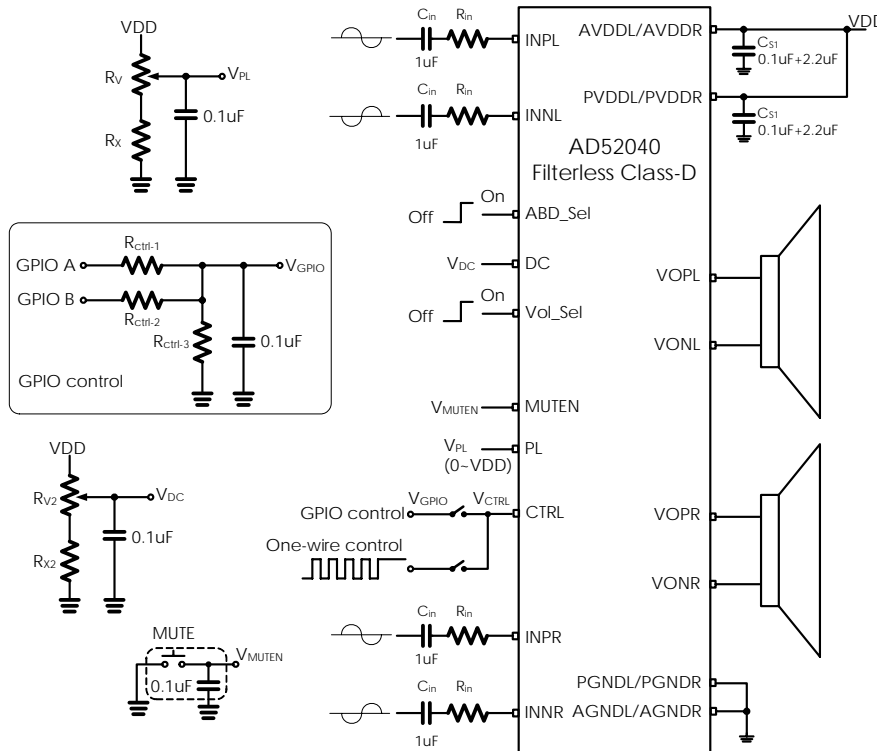 VDD
RV
VPL
0.1uF
RX
GPIO A
Rctrl-1
VGPIO
GPIO B
Rctrl-2
Rctrl-3
0.1uF
GPIO control
VDD
RV2
VDC
0.1uF
RX2
MUTE
VMUTEN
0.1uF
Cin
Rin
1uF
INPL
Cin
Rin
1uF
INNL
Off
On
ABD_Sel
VDC
DC
Off
On
Vol_Sel
VMUTEN
MUTEN
VPL
(0~VDD)
PL
VGPIO
VCTRL
GPIO control
CTRL
One-wire control
Cin
Rin
1uF
INPR
Cin
Rin
1uF
INNR
AD52040
Filterless Class-D
AVDDL/AVDDR
VDD
CS1
0.1uF+2.2uF
PVDDL/PVDDR
CS1
0.1uF+2.2uF
VOPL
VONL
VOPR
VONR
PGNDL/PGNDR
AGNDL/AGNDR